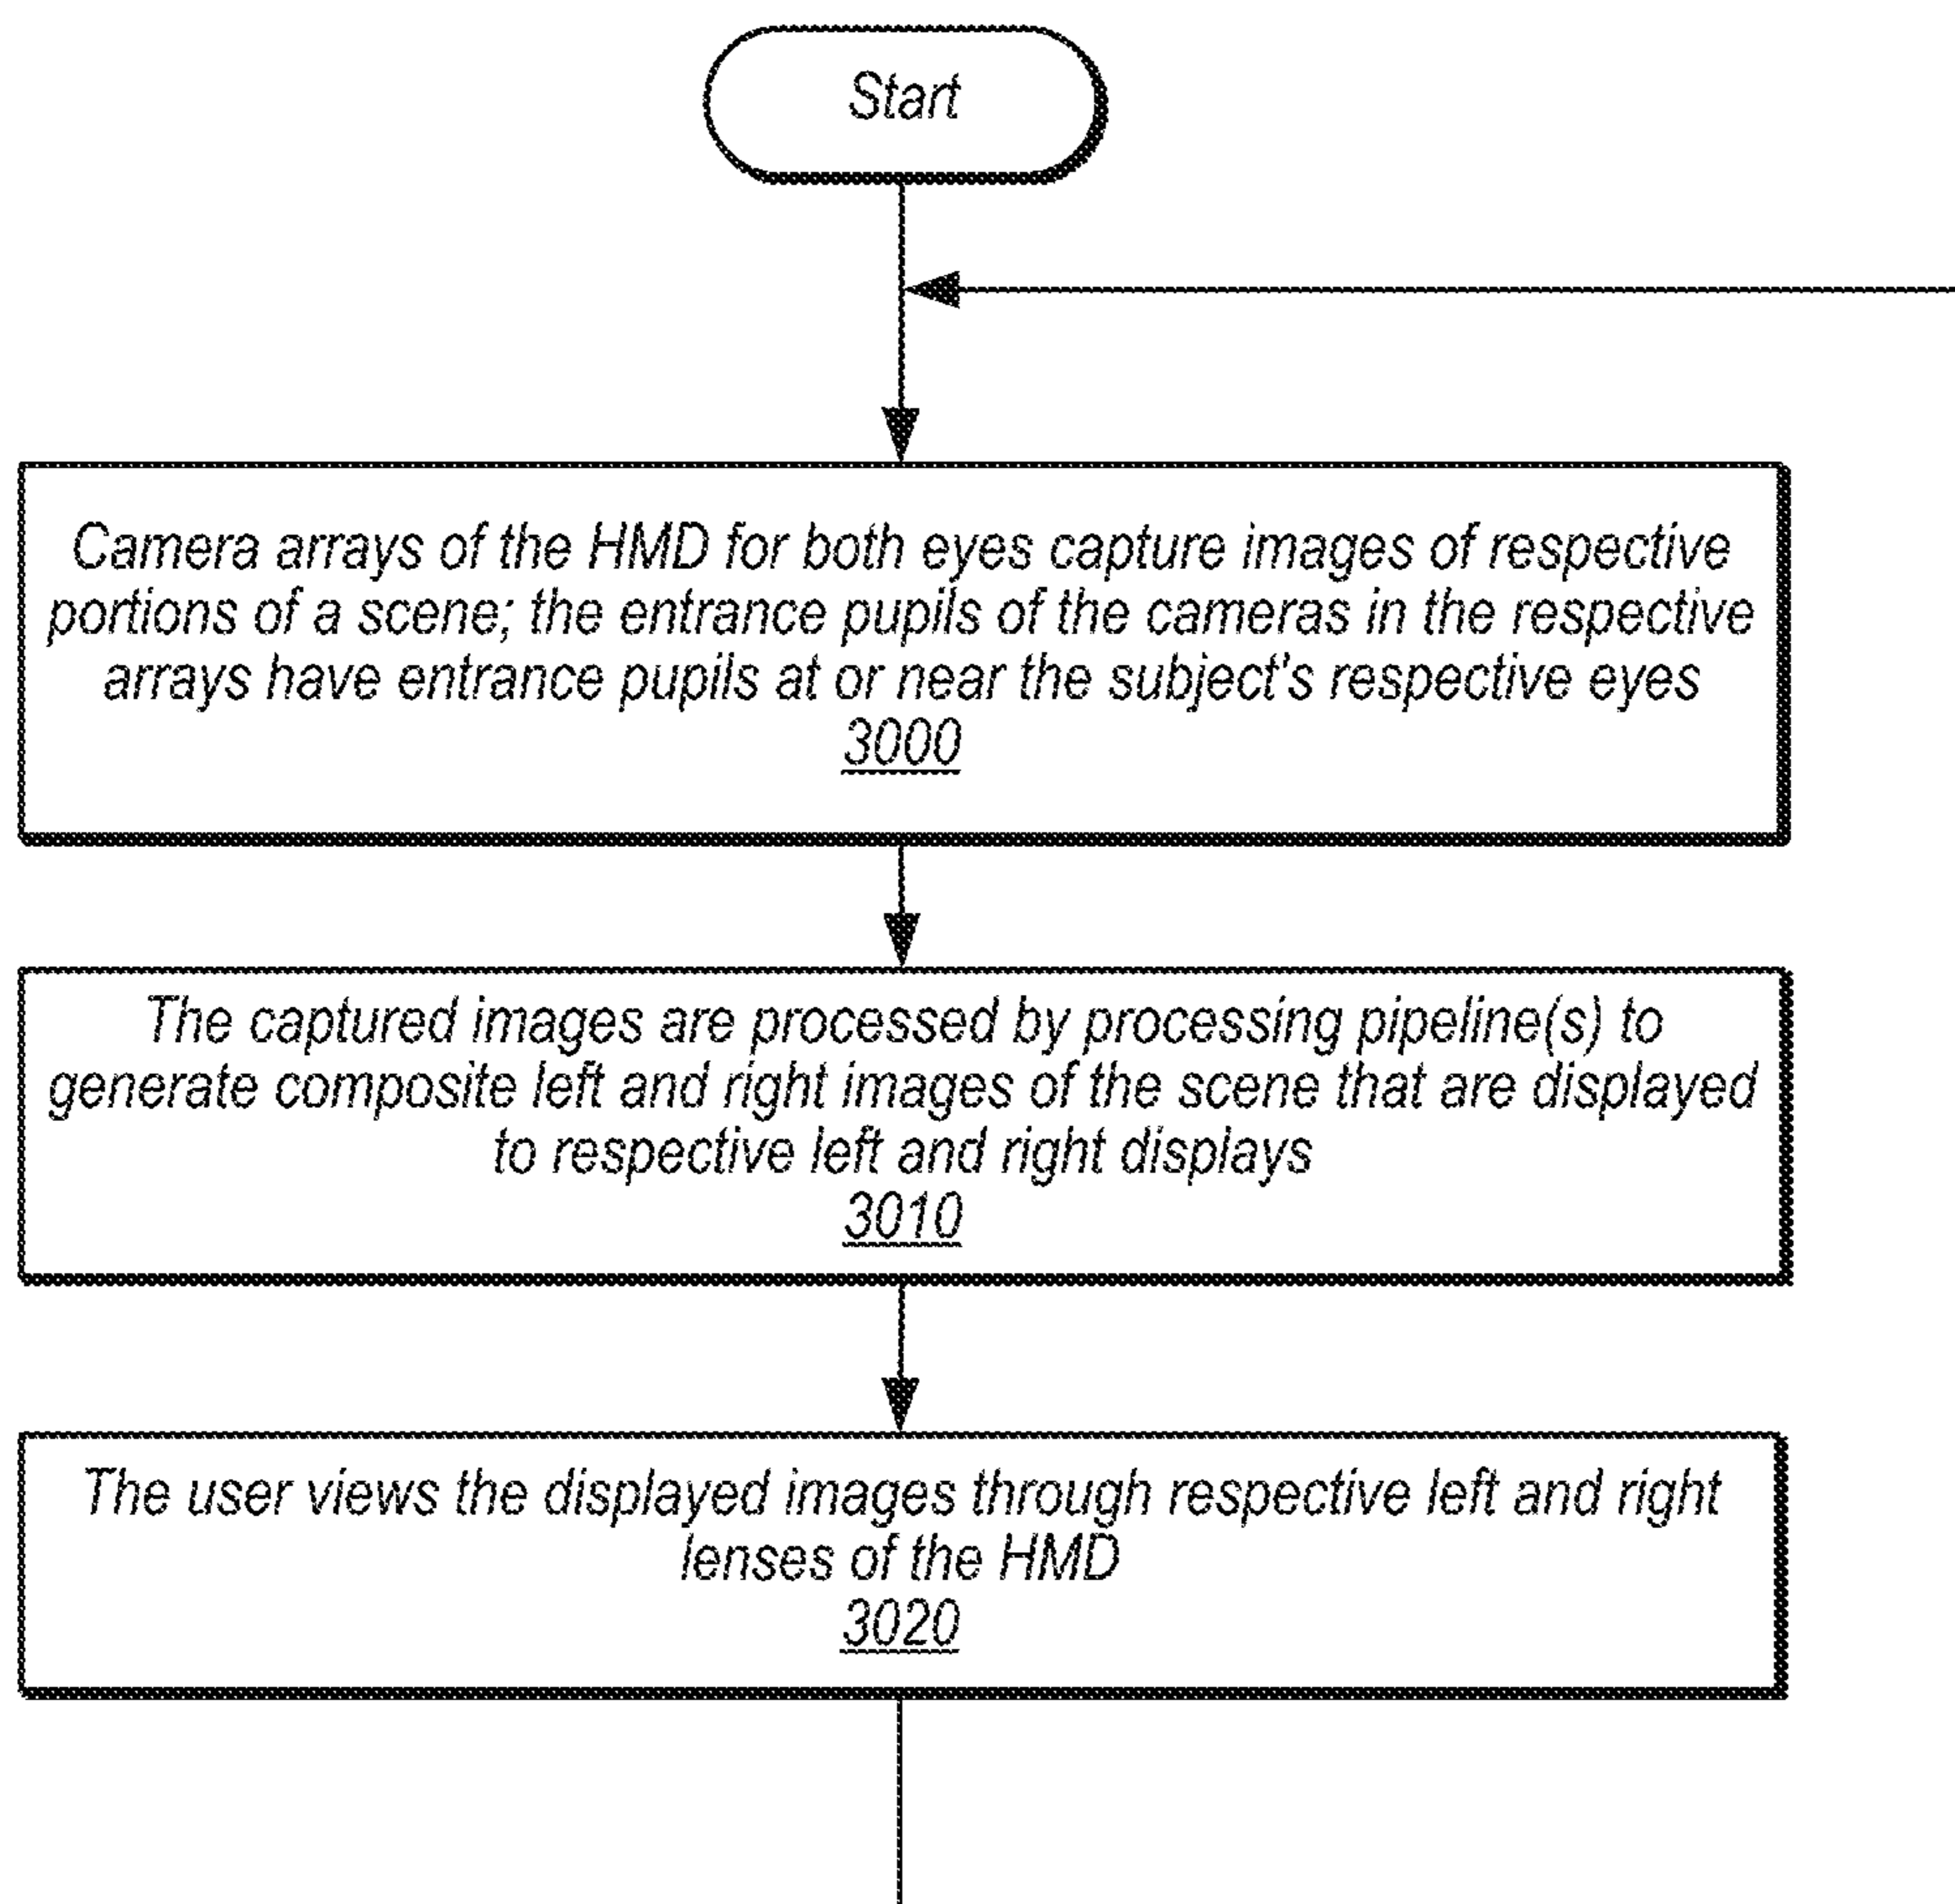 Start
Camera arrays of the HMD for both eyes capture images of respective
portions of a scene; the entrance pupils of the cameras in the respective
arrays have entrance pupils at or near the subject's respective eyes
3000
The captured images are processed by processing pipeline(s) to
generate composite left and right images of the scene that are displayed
to respective left and right displays
3010
The user views the displayed images through respective left and right
lenses of the HMD
3020